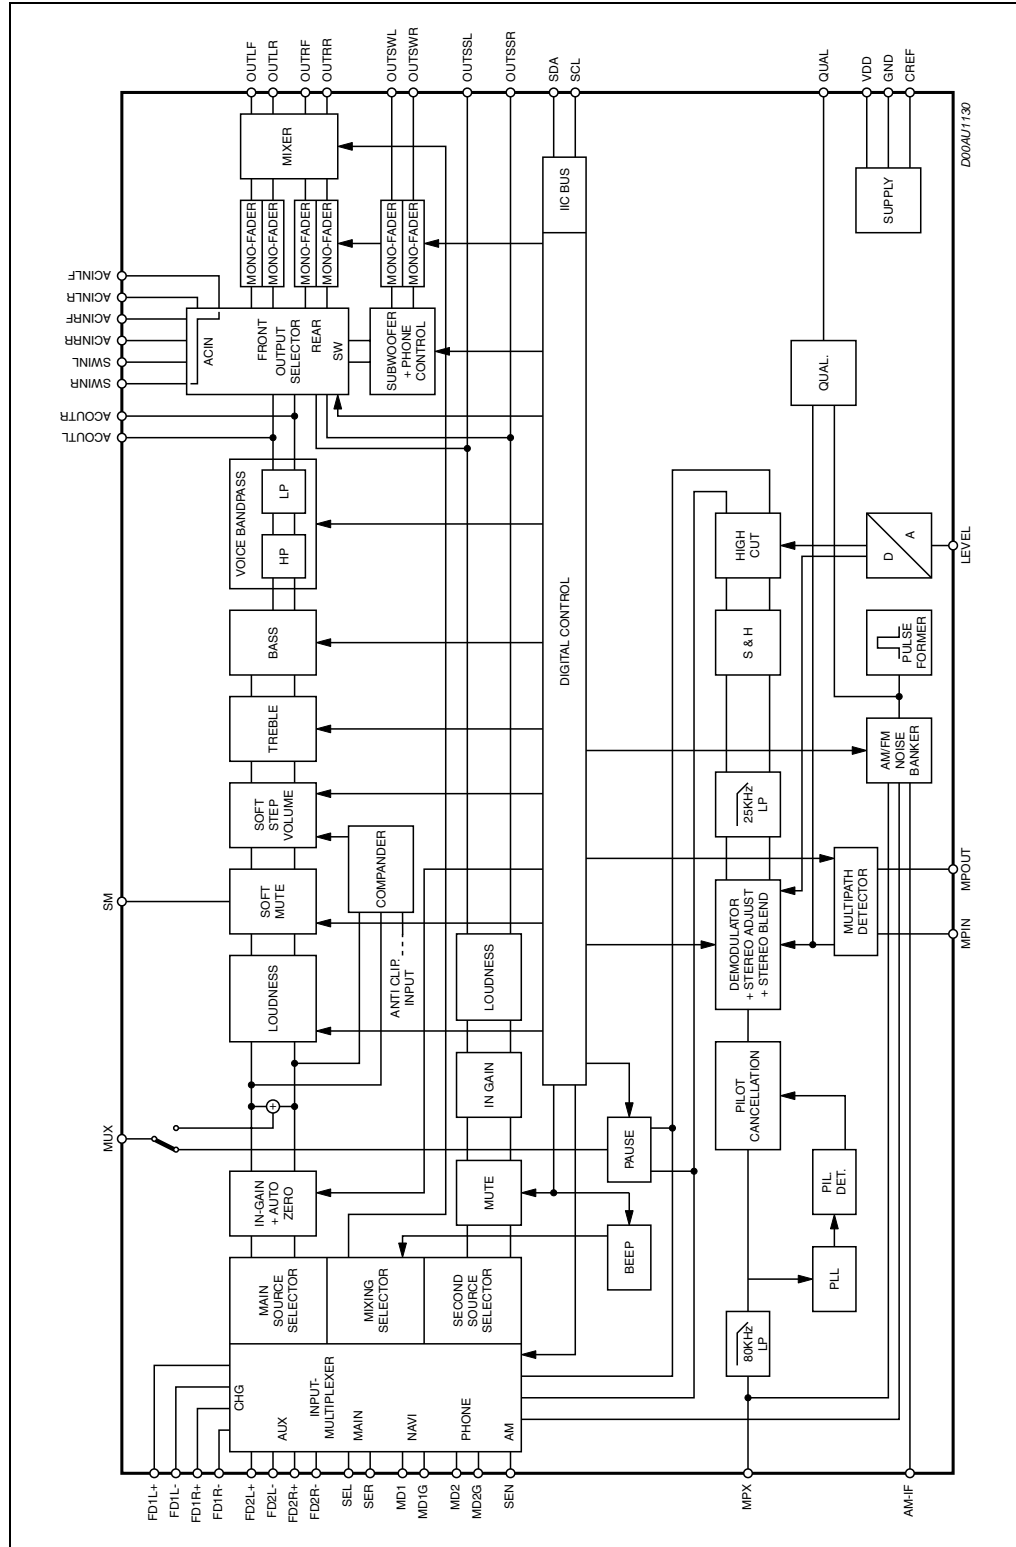 OUTLF
OUTLR
OUTRF
OUTRR
OUTSWL
OUTSWR
OUTSSL
OUTSSR
SDA
SCL
QUAL
VDD
GND
CREF
D00AU1130
MIXER
IIC BUS
SUPPLY
MONO-FADER
MONO-FADER
MONO-FADER
MONO-FADER
MONO-FADER
MONO-FADER
ACINLF
ACINLR
ACINRF
ACINRR
SWINL
SWINR
ACOUTR
ACOUTL
ACIN
FRONT
OUTPUT
SELECTOR
REAR
SW
SUBWOOFER
+ PHONE
CONTROL
QUAL.
VOICE BANDPASS
LP
HP
HIGH
CUT
D
A
LEVEL
BASS
DIGITAL CONTROL
S & H
PULSE
FORMER
TREBLE
AM/FM
NOISE
BANKER
SOFT
STEP
VOLUME
25KHz
LP
COMPANDER
SM
SOFT
MUTE
ANTI CLIP.
INPUT
LOUDNESS
DEMODULATOR
+ STEREO ADJUST
+ STEREO BLEND
MULTIPATH
DETECTOR
MPOUT
MPIN
LOUDNESS
IN GAIN
PILOT
CANCELLATION
MUX
+
PAUSE
IN-GAIN
+ AUTO
ZERO
MUTE
PIL.
DET.
BEEP
PLL
MAIN
SOURCE
SELECTOR
MIXING
SELECTOR
SECOND
SOURCE
SELECTOR
80KHz
LP
CHG
AUX
INPUT-
MULTIPLEXER
MAIN
NAVI
PHONE
AM
FD1L+
FD1L-
FD1R+
FD1R-
FD2L+
FD2L-
FD2R+
FD2R-
SEL
SER
MD1
MD1G
MD2
MD2G
SEN
MPX
AM-IF